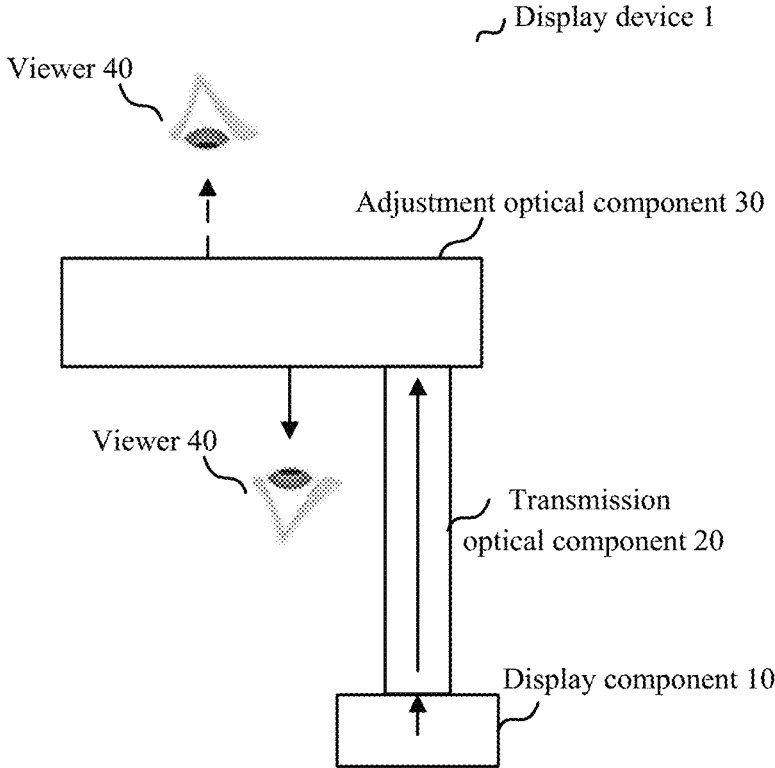 Display device 1
Viewer 40
Adjustment optical component 30
Viewer 40
Transmission
optical component 20
Display component 10